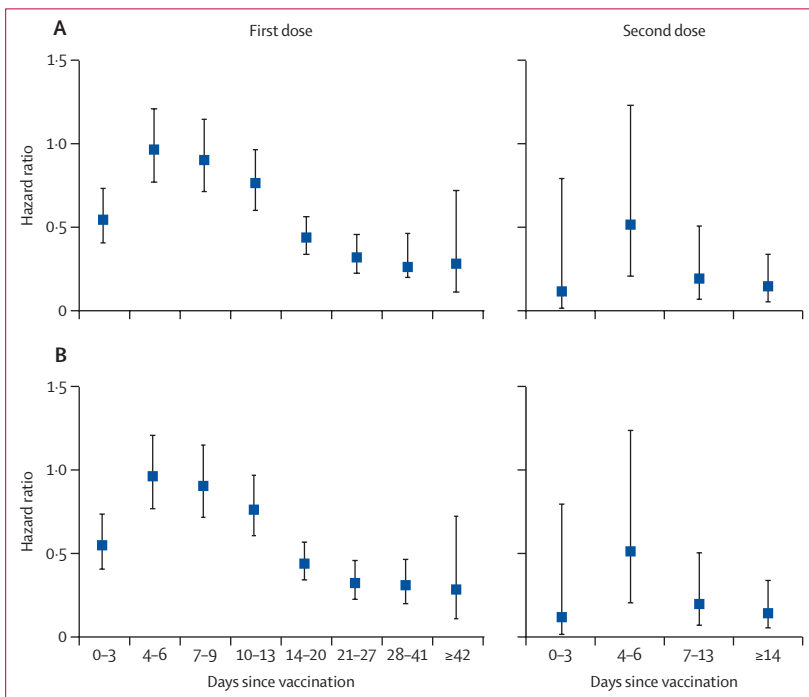 A
First dose
Second dose
1·5
1·0
0·5
0
Hazard ratio
B
1·5
1·0
0·5
0
Hazard ratio
0–3 4–6 7–9 10–13 14–20 21–27 28–41 ≥42
0–3 4–6 7–13 ≥14
Days since vaccination
Days since vaccination